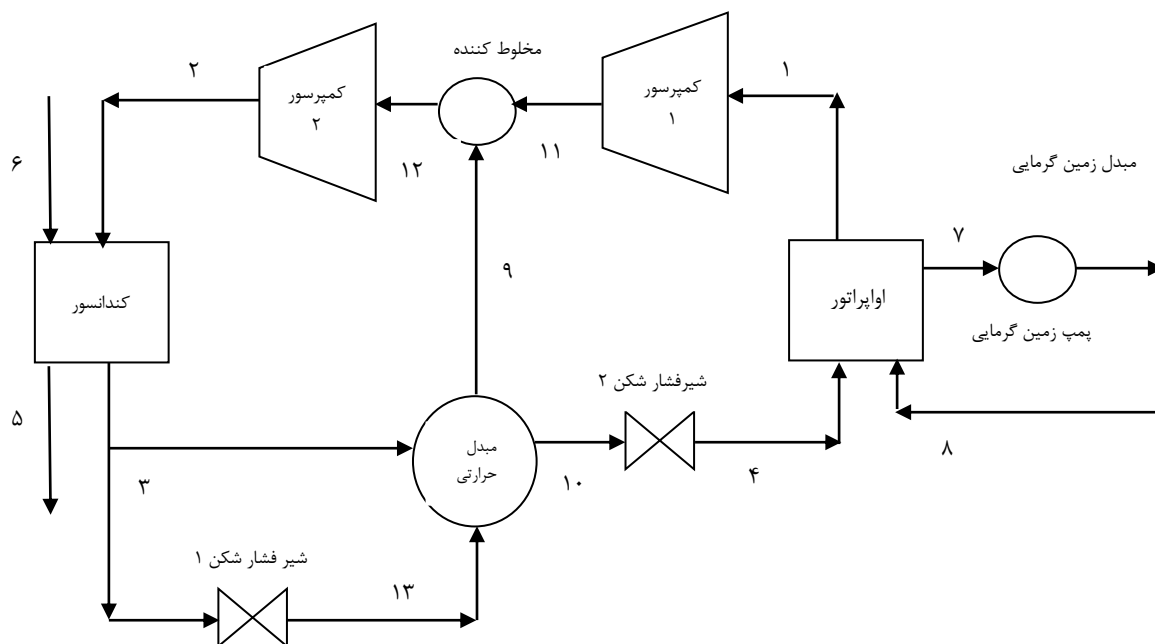 مخلوط کننده
۱
۲
کمپرسور
۱
کمپرسور
۲
۶
۱۲
۱۱
مبدل زمین گرمایی
۷
۹
کندانسور
اواپراتور
پمپ زمین گرمایی
شیرفشار شکن ۲
۵
مبدل
حرارتی
۳
۱۰
۴
۸
شیر فشار شکن ۱
۱۳